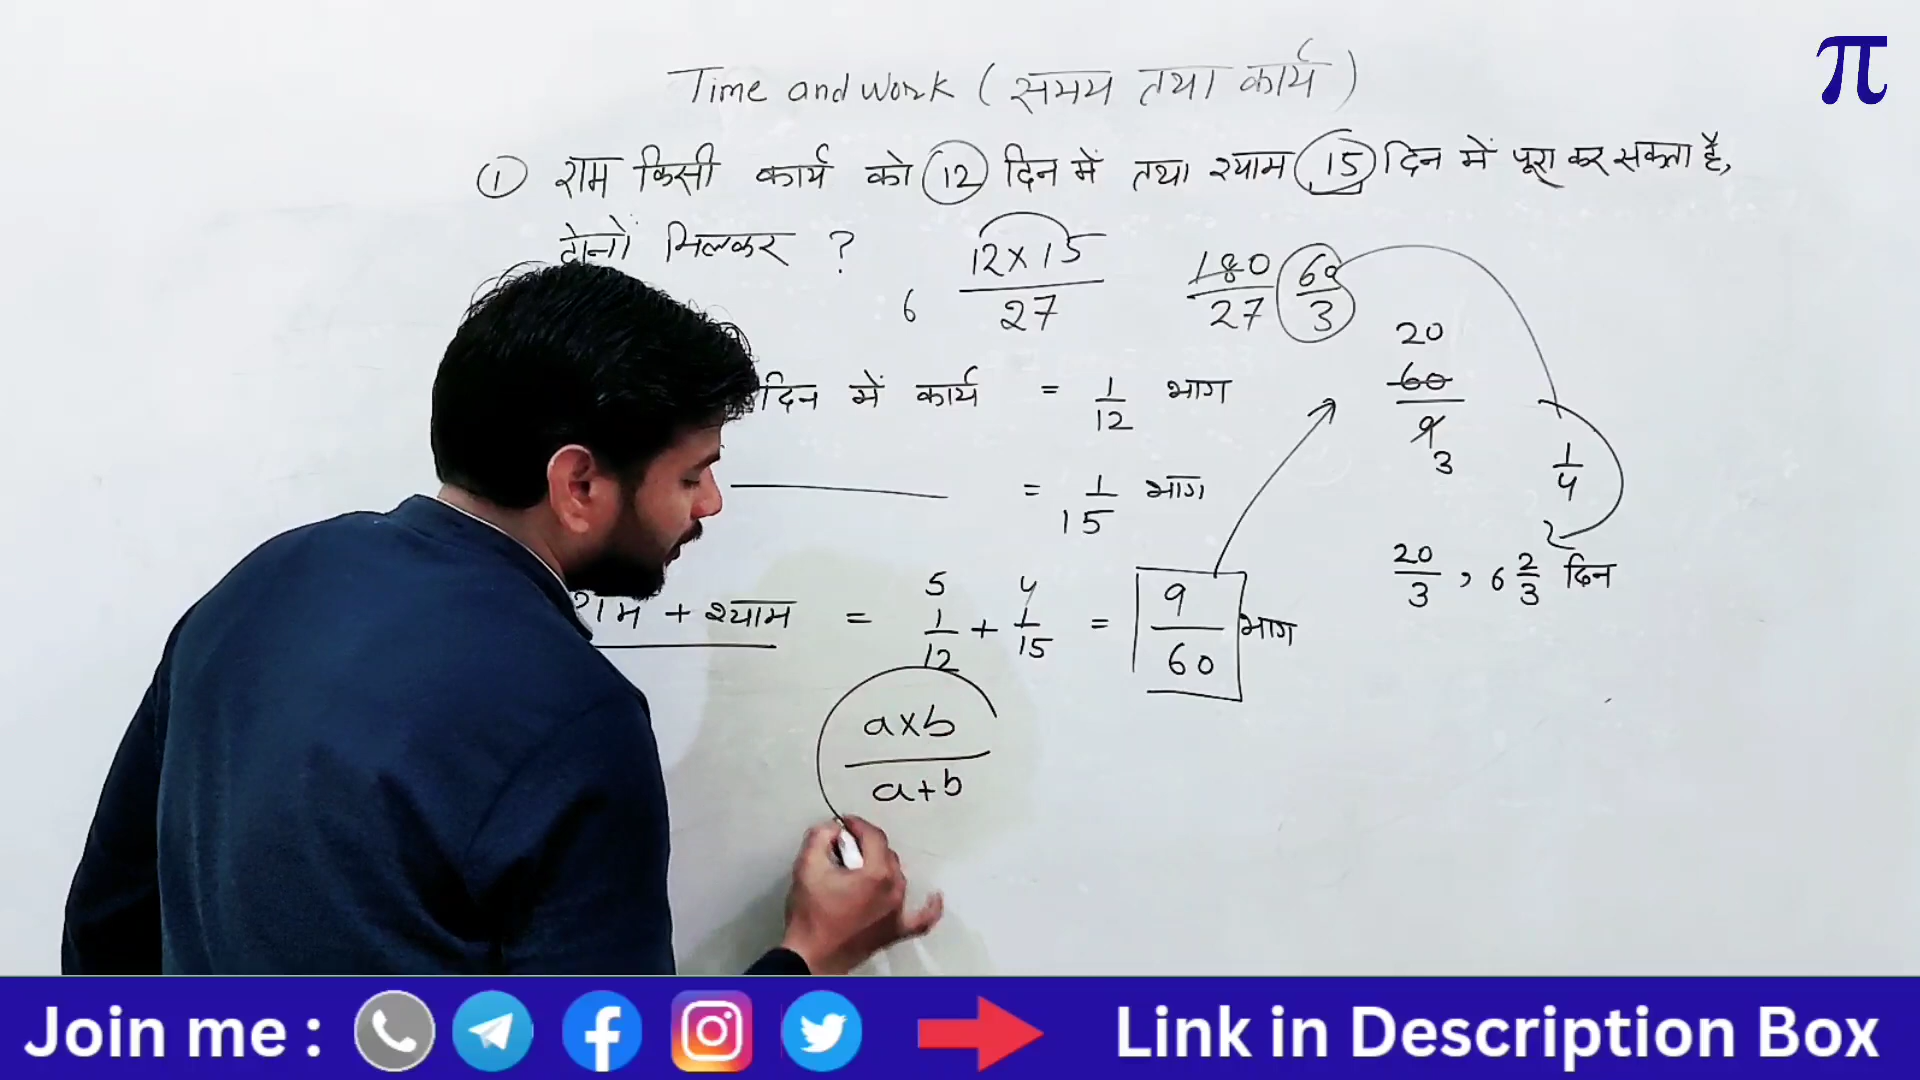 π
Time and work ( समय तथा कार्य )
① राम किसी कार्य को 12 दिन में तथा श्याम 15 दिन में पूरा कर सकता है,
दोनों मिलकर ?
12 x 15 / 27
180 / 27
60 / 3
6
दिन में कार्य = 1/12 भाग
20
60 / 9
3
= 1/15 भाग
1/4
20/3 , 6 2/3 दिन
5 4
राम + श्याम = 1/12 + 1/15 = 9/60 भाग
a x b / a + b
Join me : Link in Description Box